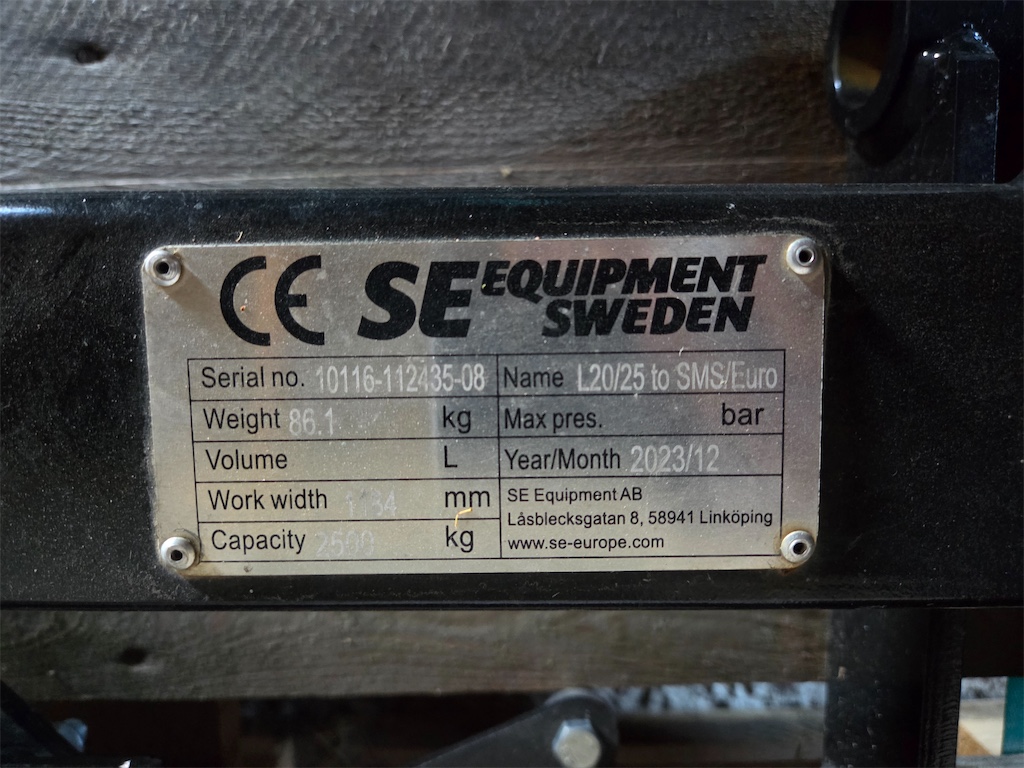 CE SE EQUIPMENT
SWEDEN
Serial no. 10116-112435-08 Name L20/25 to SMS/Euro
Weight 86.1 kg Max pres. bar
Volume L Year/Month 2023/12
Work width mm SE Equipment AB
Låsblecksgatan 8, 58941 Linköping
Capacity 2500 kg www.se-europe.com